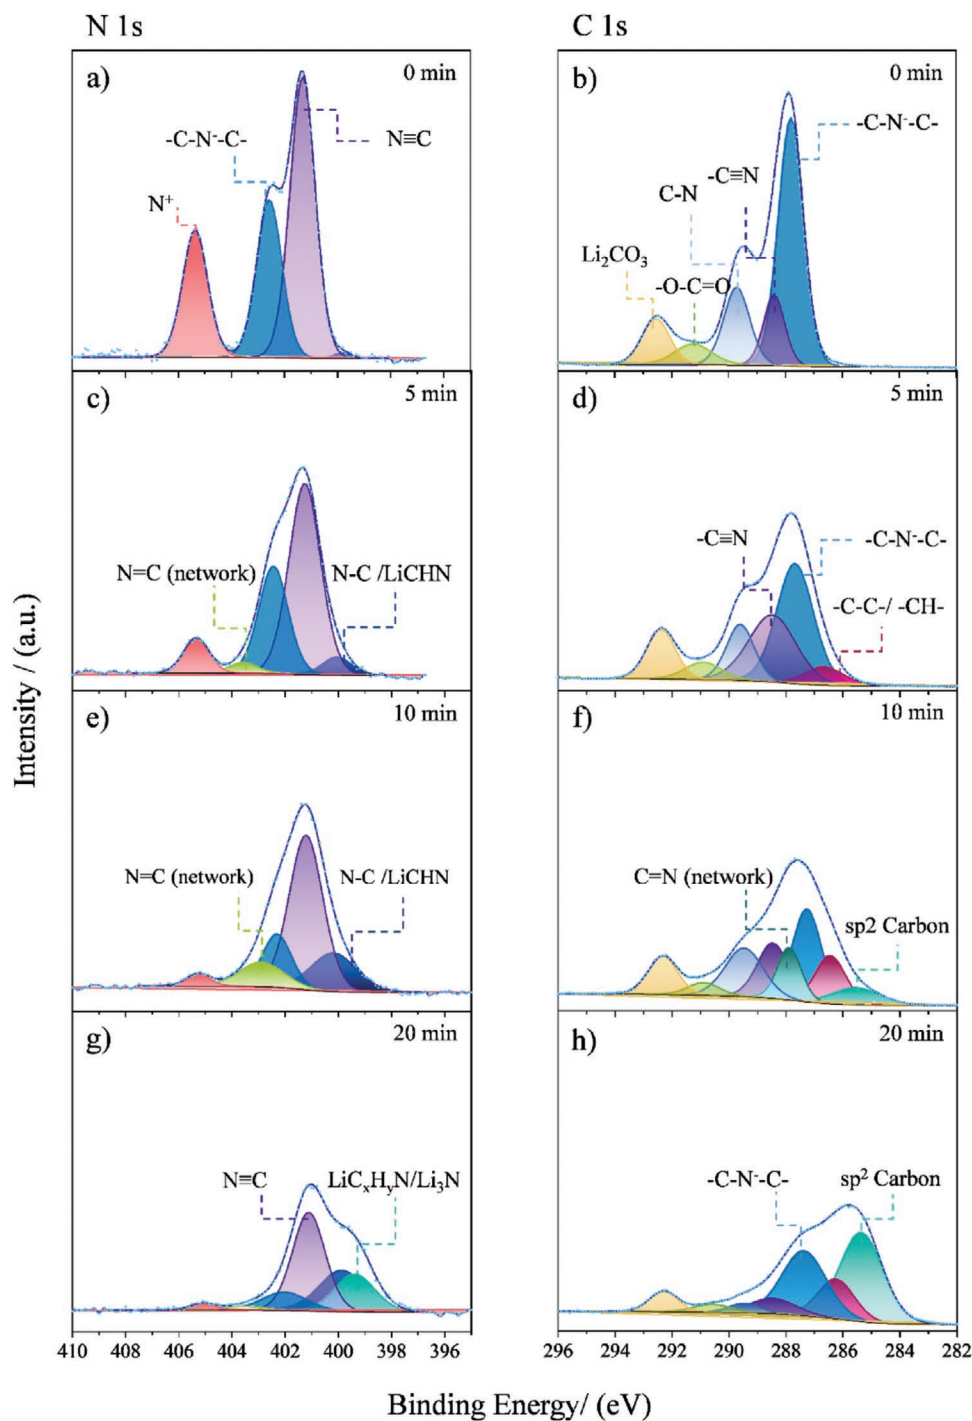 N 1s C 1s
a) 0 min
-C-N⁻-C-
N≡C
N⁺
b) 0 min
-C-N⁻-C-
-C≡N
C-N
Li₂CO₃
-O-C=O
c) 5 min
N=C (network) N-C /LiCHN
d) 5 min
-C≡N -C-N⁻-C-
-C-C-/ -CH-
e) 10 min
N=C (network) N-C /LiCHN
f) 10 min
C=N (network)
sp2 Carbon
g) 20 min
N≡C LiCₓHᵧN/Li₃N
h) 20 min
-C-N⁻-C- sp² Carbon
410 408 406 404 402 400 398 396 395
296 294 292 290 288 286 284 282
Intensity / (a.u.)
Binding Energy/ (eV)